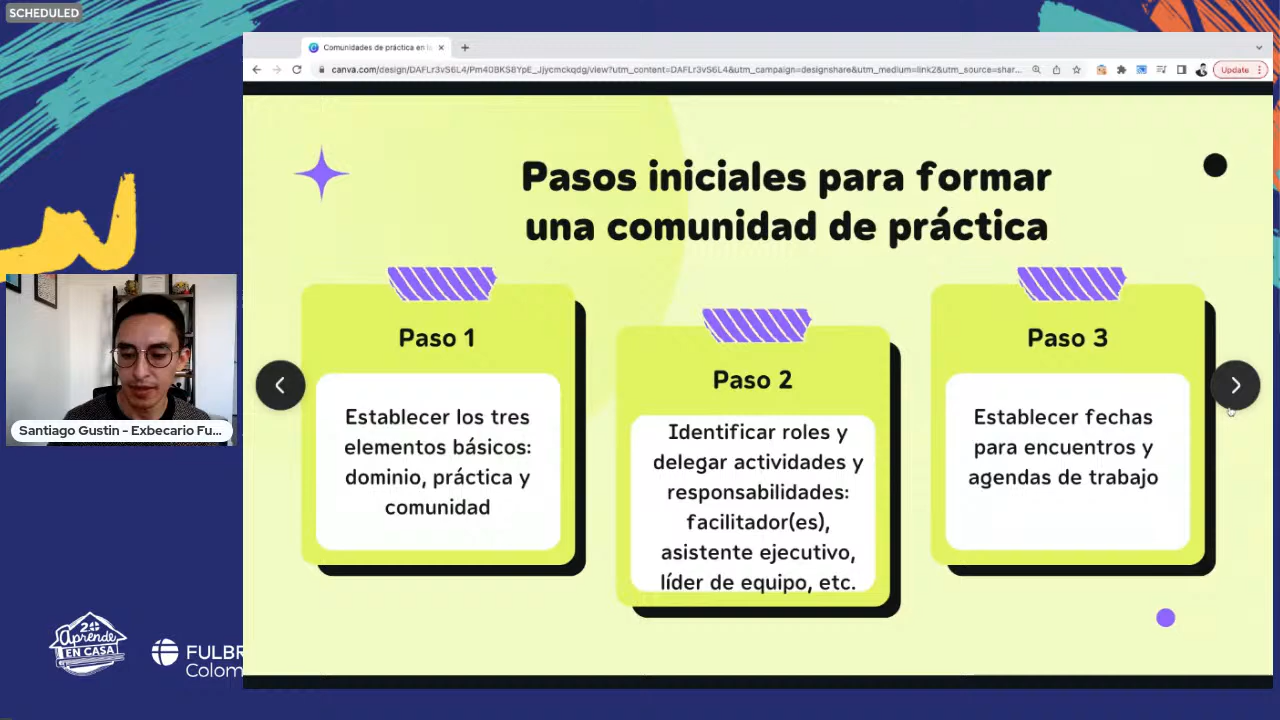 SCHEDULED
Comunidades de práctica en l
canva.com/design/DAFLr3vS6L4/Pm40BKS8YpE_Jjycmckqdg/view?utm_content=DAFLr3vS6L4&utm_campaign=designshare&utm_medium=link2&utm_source=shar...
Update
Pasos iniciales para formar
una comunidad de práctica
Paso 1
Establecer los tres
elementos básicos:
dominio, práctica y
comunidad
Paso 2
Identificar roles y
delegar actividades y
responsabilidades:
facilitador(es),
asistente ejecutivo,
líder de equipo, etc.
Paso 3
Establecer fechas
para encuentros y
agendas de trabajo
Santiago Gustin - Exbecario Fu...
Aprende
EN CASA
FULBR
Colom